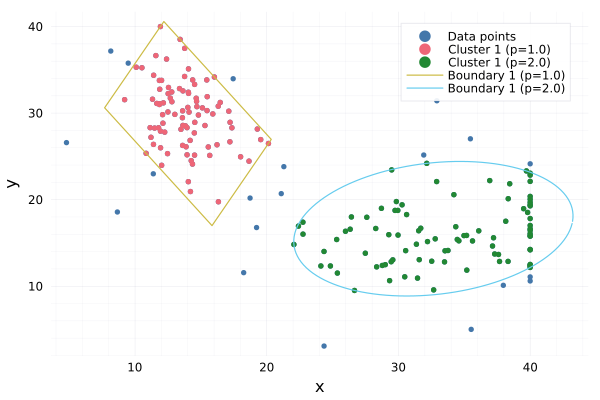 40
30
20
10
y
10
20
30
40
x
Data points
Cluster 1 (p=1.0)
Cluster 1 (p=2.0)
Boundary 1 (p=1.0)
Boundary 1 (p=2.0)